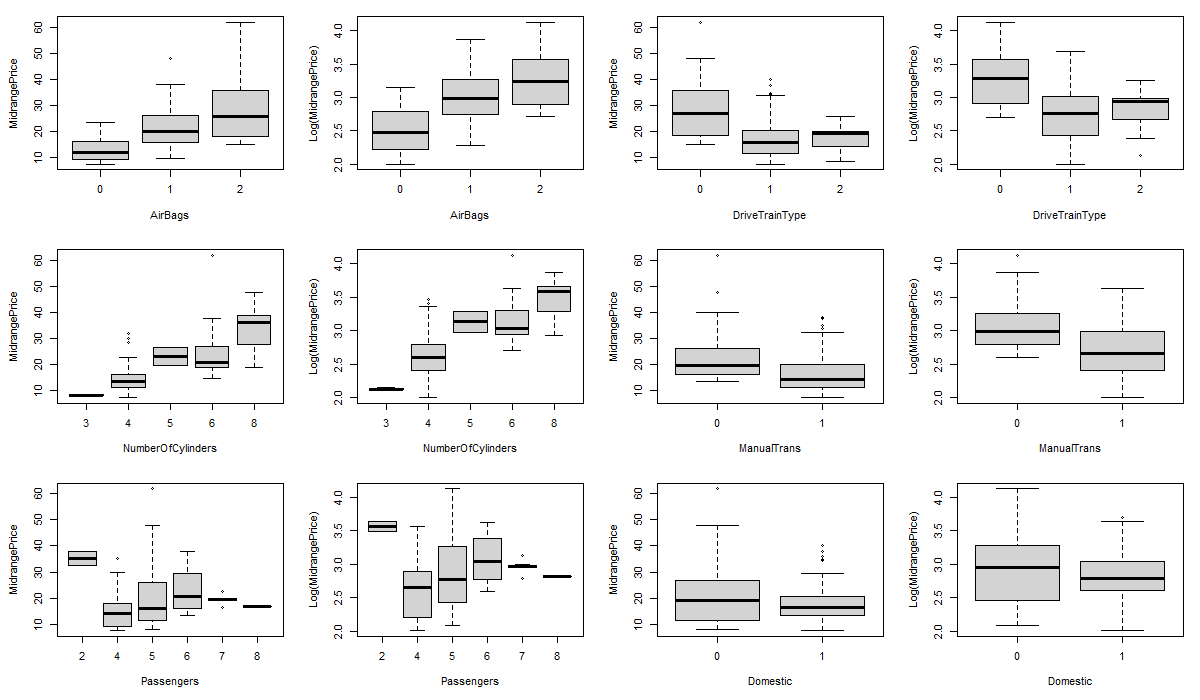 MidrangePrice
10 20 30 40 50 60
0 1 2
AirBags
Log(MidrangePrice)
2.0 2.5 3.0 3.5 4.0
0 1 2
AirBags
MidrangePrice
10 20 30 40 50 60
0 1 2
DriveTrainType
Log(MidrangePrice)
2.0 2.5 3.0 3.5 4.0
0 1 2
DriveTrainType
MidrangePrice
10 20 30 40 50 60
3 4 5 6 8
NumberOfCylinders
Log(MidrangePrice)
2.0 2.5 3.0 3.5 4.0
3 4 5 6 8
NumberOfCylinders
MidrangePrice
10 20 30 40 50 60
0 1
ManualTrans
Log(MidrangePrice)
2.0 2.5 3.0 3.5 4.0
0 1
ManualTrans
MidrangePrice
10 20 30 40 50 60
2 4 5 6 7 8
Passengers
Log(MidrangePrice)
2.0 2.5 3.0 3.5 4.0
2 4 5 6 7 8
Passengers
MidrangePrice
10 20 30 40 50 60
0 1
Domestic
Log(MidrangePrice)
2.0 2.5 3.0 3.5 4.0
0 1
Domestic